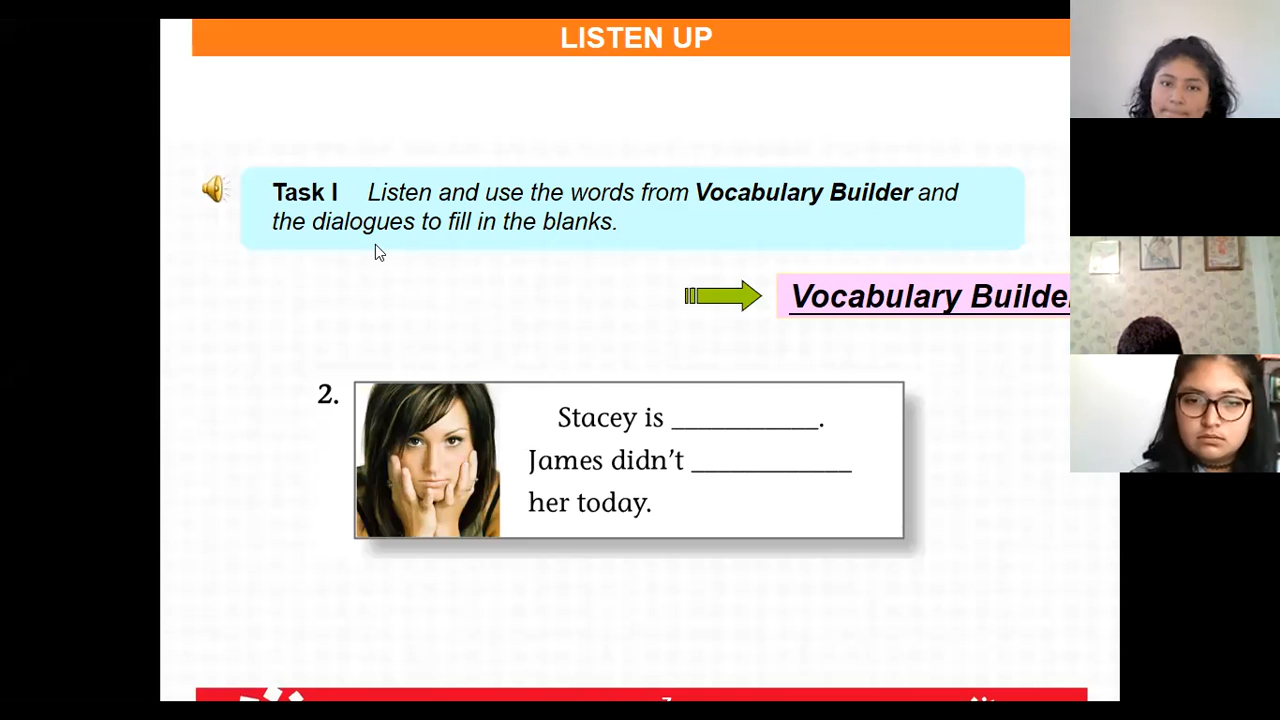 LISTEN UP
Task I Listen and use the words from Vocabulary Builder and
the dialogues to fill in the blanks.
Vocabulary Builde
2.
Stacey is ___________.
James didn't ____________
her today.